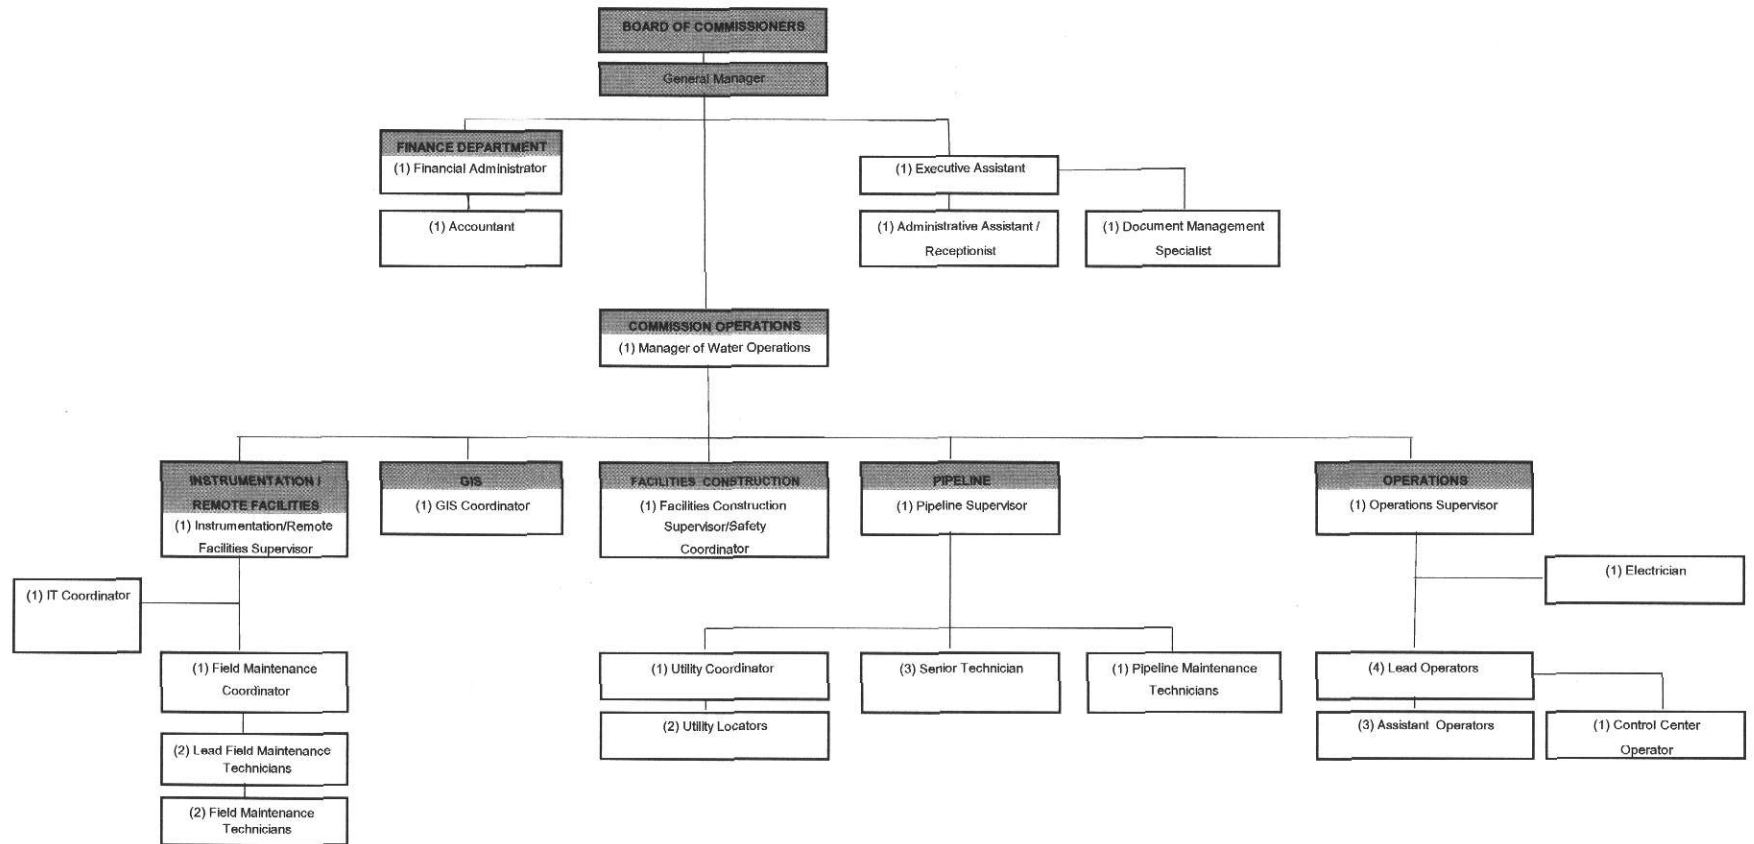 BOARD OF COMMISSIONERS
General Manager
FINANCE DEPARTMENT
(1) Financial Administrator
(1) Executive Assistant
(1) Accountant
(1) Administrative Assistant /
Receptionist
(1) Document Management
Specialist
COMMISSION OPERATIONS
(1) Manager of Water Operations
INSTRUMENTATION /
REMOTE FACILITIES
(1) Instrumentation/Remote
Facilities Supervisor
GIS
(1) GIS Coordinator
FACILITIES CONSTRUCTION
(1) Facilities Construction
Supervisor/Safety
Coordinator
PIPELINE
(1) Pipeline Supervisor
OPERATIONS
(1) Operations Supervisor
(1) IT Coordinator
(1) Electrician
(1) Field Maintenance
Coordinator
(1) Utility Coordinator
(3) Senior Technician
(1) Pipeline Maintenance
Technicians
(4) Lead Operators
(2) Lead Field Maintenance
Technicians
(2) Utility Locators
(3) Assistant Operators
(1) Control Center
Operator
(2) Field Maintenance
Technicians